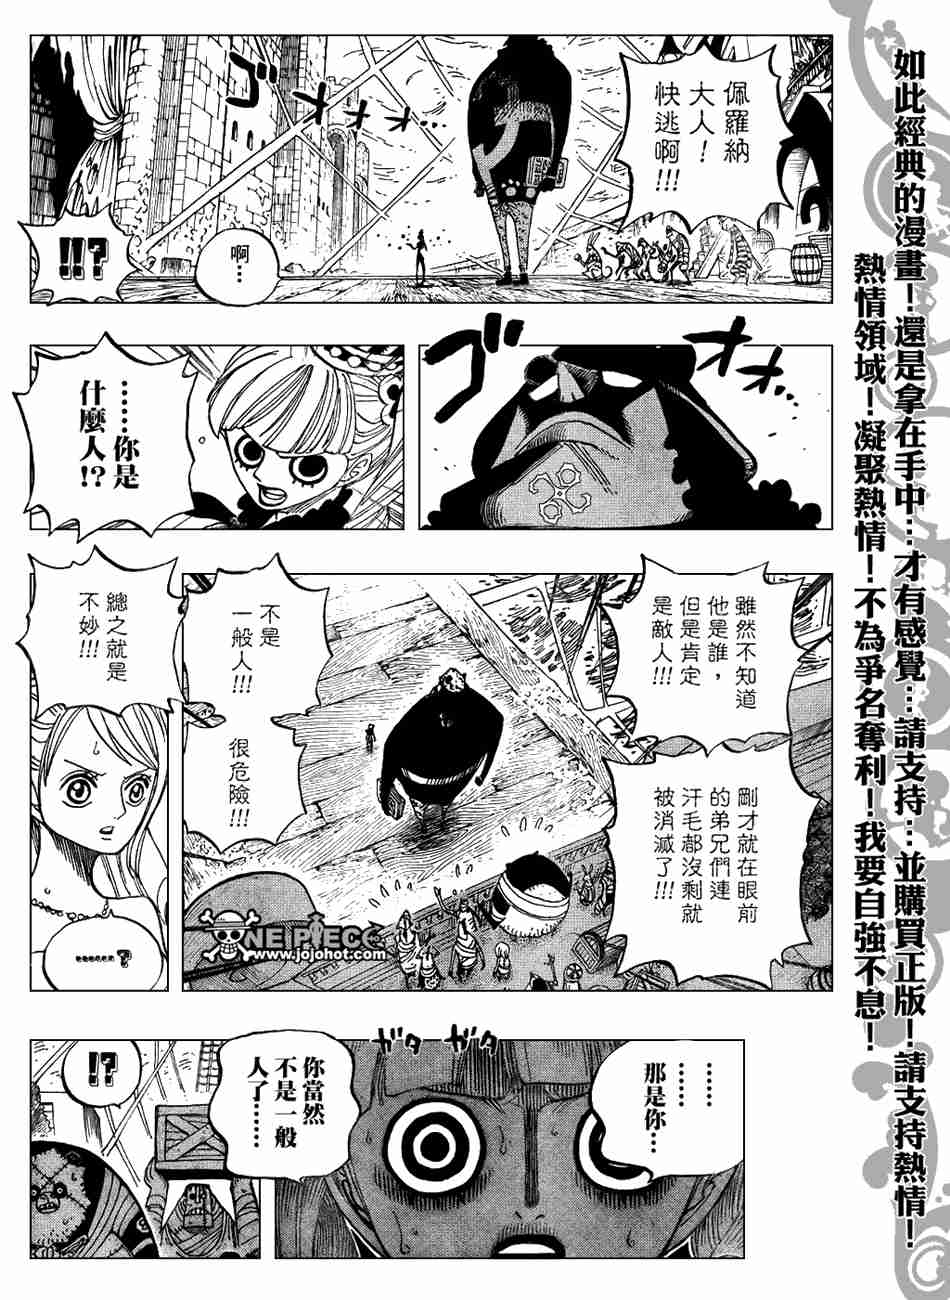 佩羅納
大人！
快逃啊!!!
ゴ
ゴゴゴ
啊…
!!!?
ゴ
ゴゴゴ
……你是
什麼人!?
雖然不知道
他是誰，
但是肯定
是敵人!!!
剛才就在眼前
的弟兄們連
汗毛都沒剩就
被消滅了!!!
不是
一般人!!!
很危險!!!
總之就是
不妙!!!
……?
ONE PIECE
www.jojohot.com
……
……
那是你…
ガタ
ガタ
你當然
不是一般
人了……
!?
如此經典的漫畫！還是拿在手中…才有感覺…請支持…並購買正版！請支持熱情！
熱情領域！凝聚熱情！不為爭名奪利！我要自強不息！